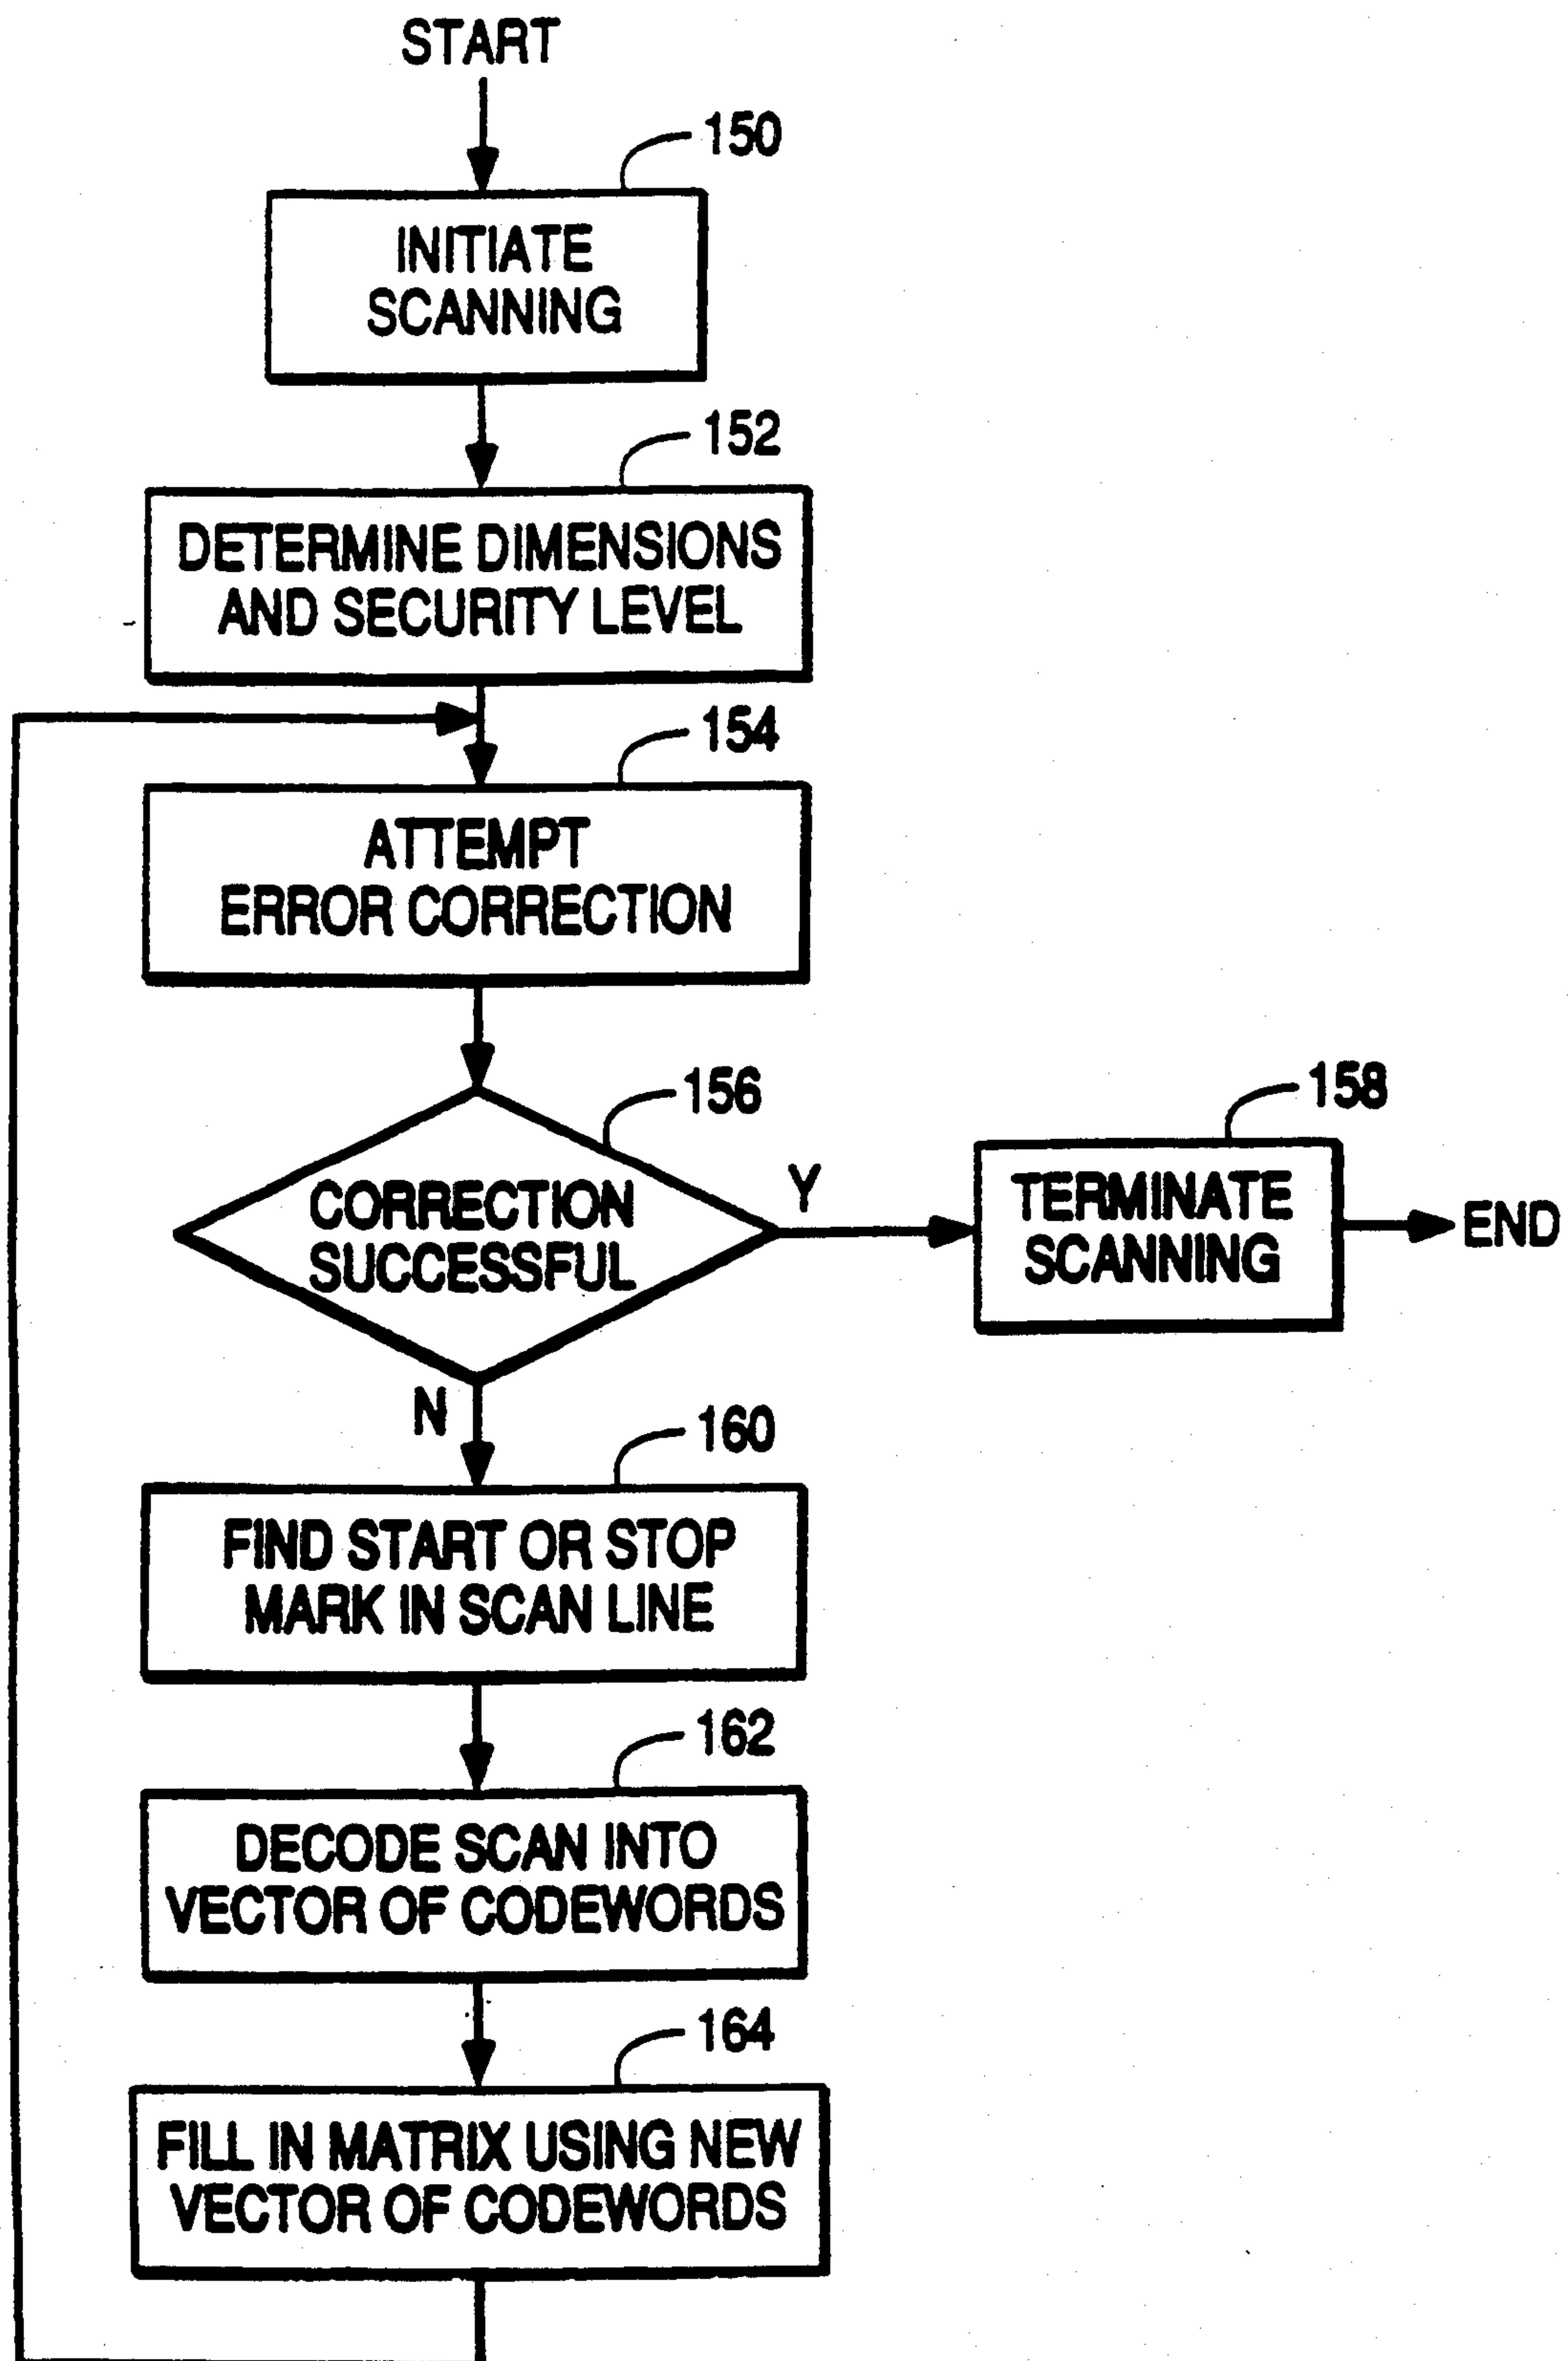 START
150
INITIATE
SCANNING
152
DETERMINE DIMENSIONS
AND SECURITY LEVEL
154
ATTEMPT
ERROR CORRECTION
156
CORRECTION
SUCCESSFUL
Y
158
TERMINATE
SCANNING
END
N
160
FIND START OR STOP
MARK IN SCAN LINE
162
DECODE SCAN INTO
VECTOR OF CODEWORDS
164
FILL IN MATRIX USING NEW
VECTOR OF CODEWORDS